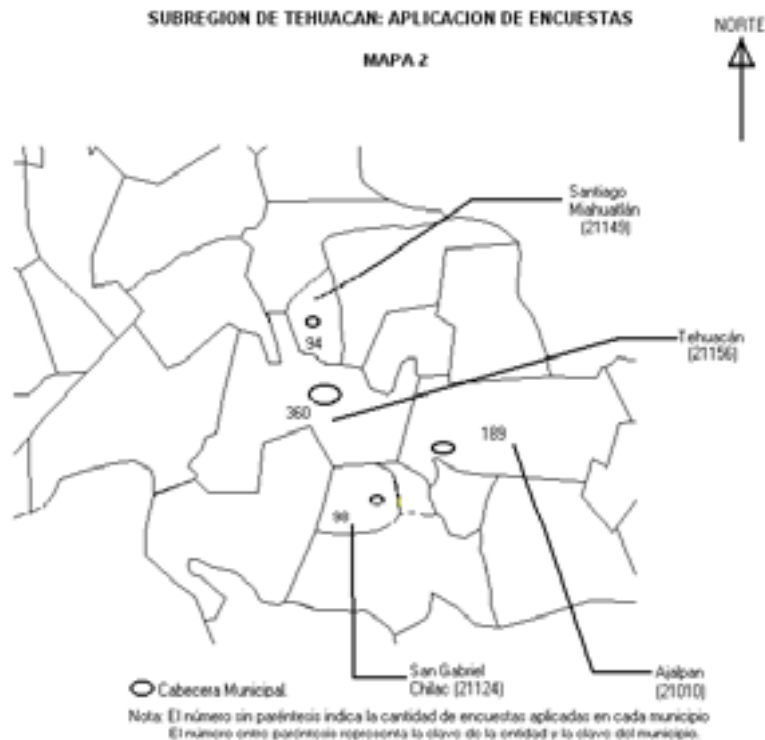 SUBREGION DE TEHUACAN: APLICACION DE ENCUESTAS
MAPA 2
NORTE
Santiago
Miahuatlán
(21149)
94
Tehuacán
(21156)
360
189
98
San Gabriel
Chilac (21124)
Ajalpan
(21010)
Cabecera Municipal.
Nota: El número sin paréntesis indica la cantidad de encuestas aplicadas en cada municipio
El número entre paréntesis representa la clave de la entidad y la clave del municipio.